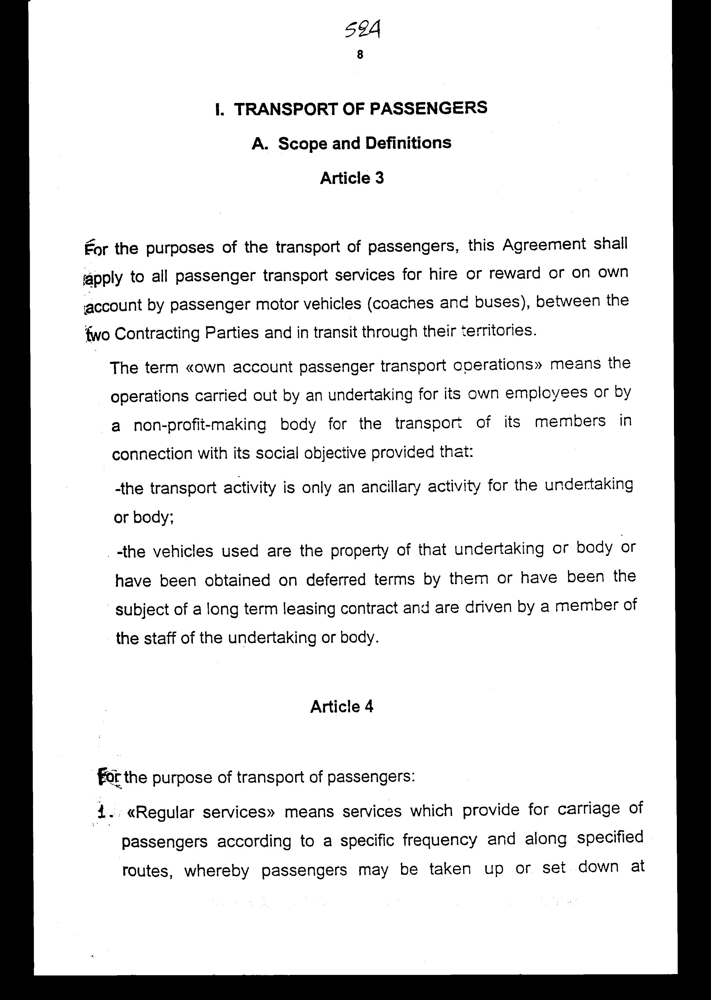 584
8
I. TRANSPORT OF PASSENGERS
A. Scope and Definitions
Article 3
For the purposes of the transport of passengers, this Agreement shall
apply to all passenger transport services for hire or reward or on own
account by passenger motor vehicles (coaches and buses), between the
two Contracting Parties and in transit through their territories.
The term «own account passenger transport operations» means the
operations carried out by an undertaking for its own employees or by
a non-profit-making body for the transport of its members in
connection with its social objective provided that:
-the transport activity is only an ancillary activity for the undertaking
or body;
-the vehicles used are the property of that undertaking or body or
have been obtained on deferred terms by them or have been the
subject of a long term leasing contract and are driven by a member of
the staff of the undertaking or body.
Article 4
For the purpose of transport of passengers:
1. «Regular services» means services which provide for carriage of
passengers according to a specific frequency and along specified
routes, whereby passengers may be taken up or set down at